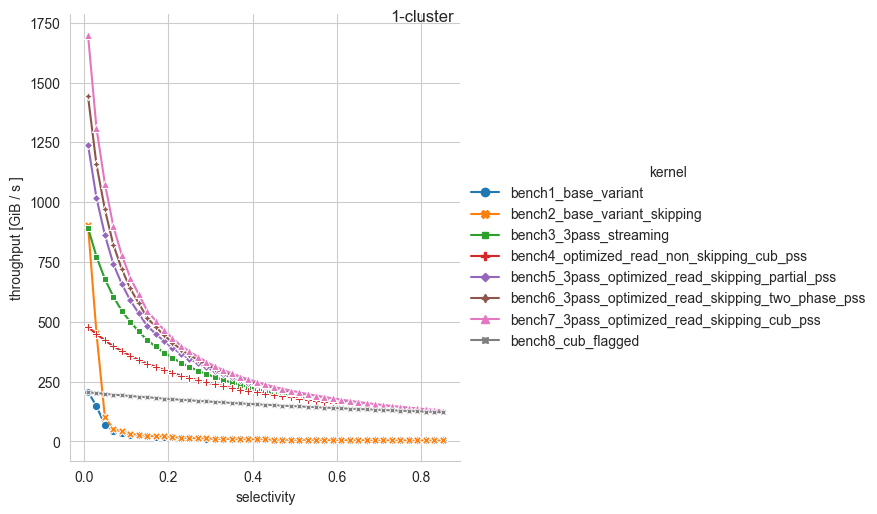 1-cluster
throughput [GiB / s ]
1750
1500
1250
1000
750
500
250
0
0.0
0.2
0.4
0.6
0.8
selectivity
kernel
bench1_base_variant
bench2_base_variant_skipping
bench3_3pass_streaming
bench4_optimized_read_non_skipping_cub_pss
bench5_3pass_optimized_read_skipping_partial_pss
bench6_3pass_optimized_read_skipping_two_phase_pss
bench7_3pass_optimized_read_skipping_cub_pss
bench8_cub_flagged